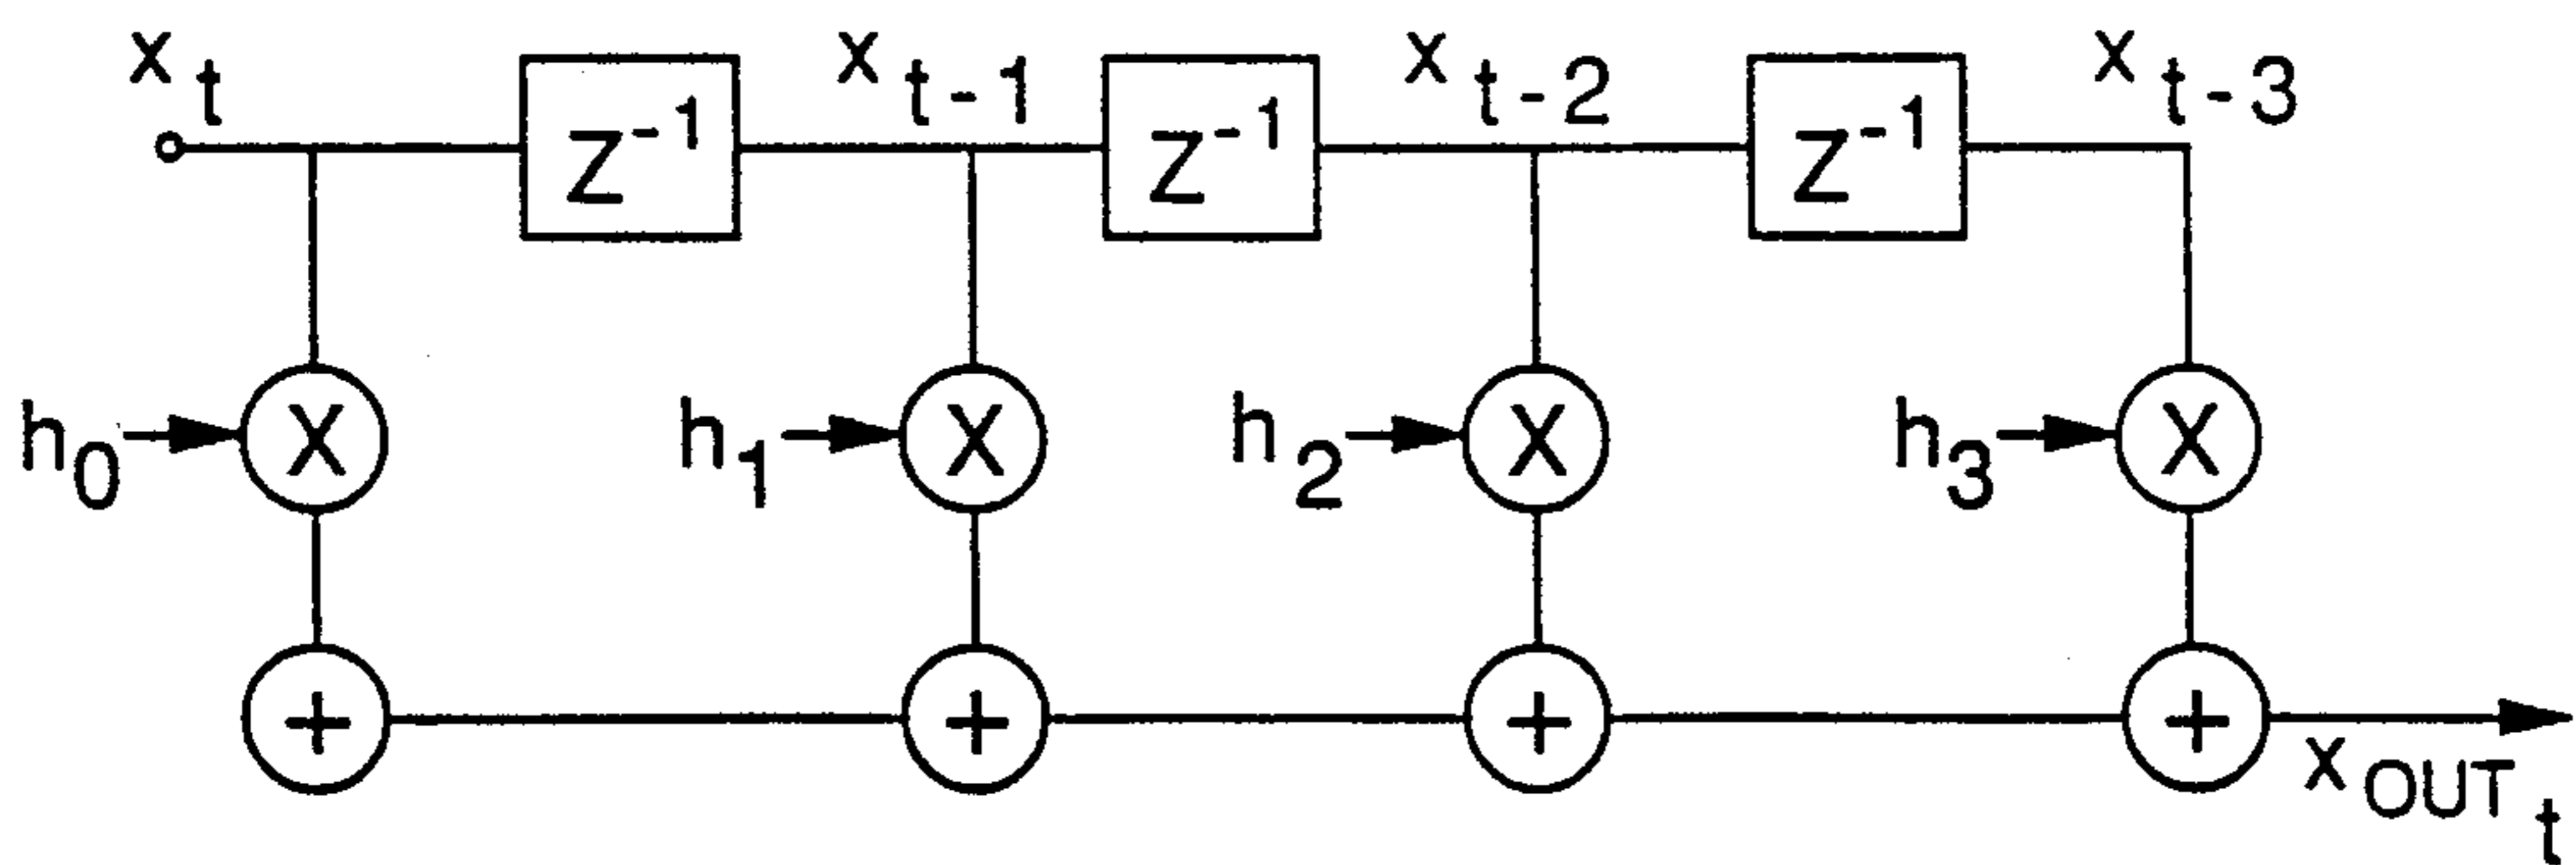 x t x t-1 x t-2 x t-3
Z-1 Z-1 Z-1
h0 X h1 X h2 X h3 X
+ + + +
x OUT t